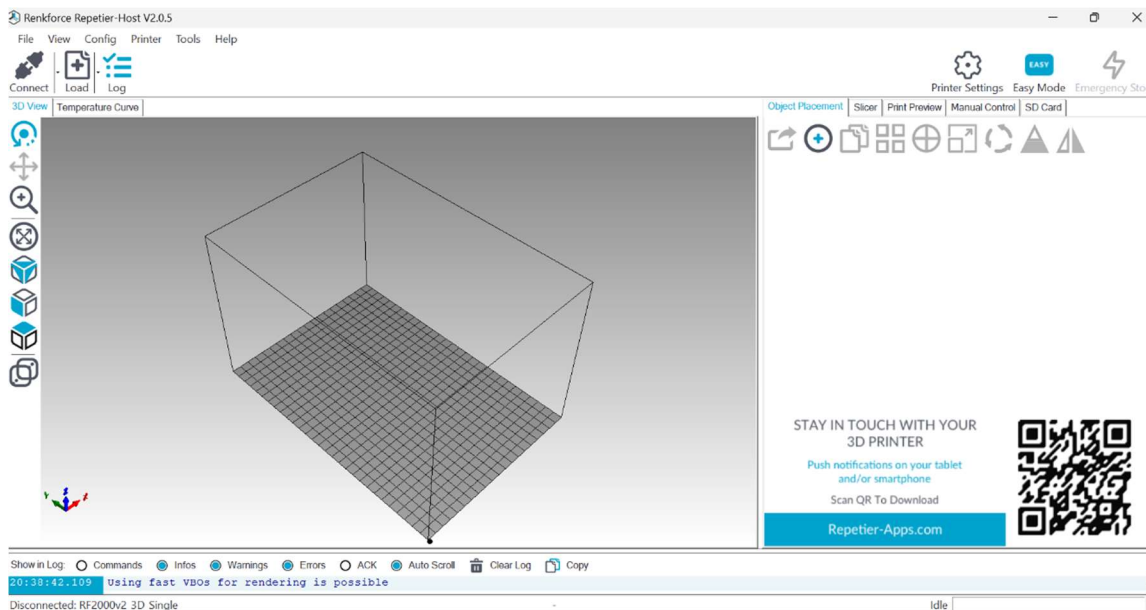 Renkforce Repetier-Host V2.0.5
File View Config Printer Tools Help
Connect Load Log Printer Settings Easy Mode Emergency Sto
EASY
3D View Temperature Curve
Object Placement Slicer Print Preview Manual Control SD Card
STAY IN TOUCH WITH YOUR
3D PRINTER
Push notifications on your tablet
and/or smartphone
Scan QR To Download
Repetier-Apps.com
Show in Log: Commands Infos Warnings Errors ACK Auto Scroll Clear Log Copy
20:38:42.109 Using fast VBOs for rendering is possible
Disconnected: RF2000v2 3D Single - Idle